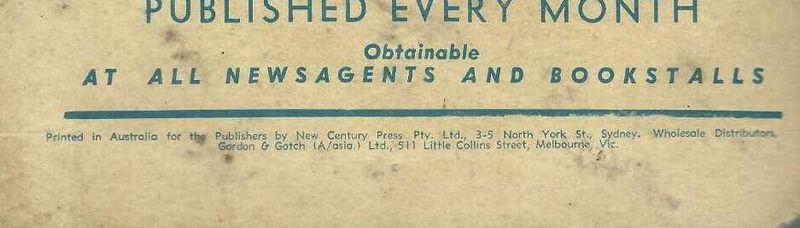 PUBLISHED EVERY MONTH
Obtainable
AT ALL NEWSAGENTS AND BOOKSTALLS
Printed in Australia for the Publishers by New Century Press Pty. Ltd., 3-5 North York St., Sydney. Wholesale Distributors,
Gordon & Gotch (A/asia.) Ltd., 511 Little Collins Street, Melbourne, Vic.